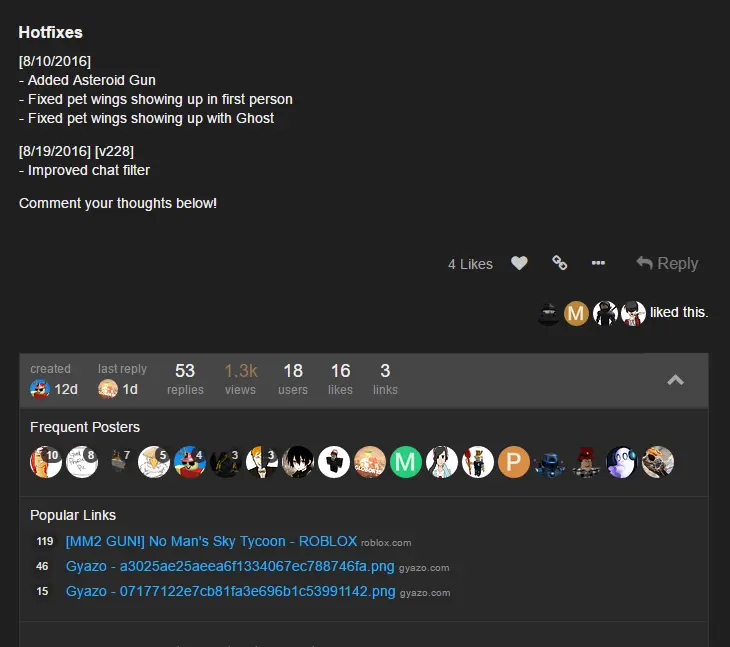 Hotfixes
[8/10/2016]
- Added Asteroid Gun
- Fixed pet wings showing up in first person
- Fixed pet wings showing up with Ghost
[8/19/2016] [v228]
- Improved chat filter
Comment your thoughts below!
4 Likes Reply
M liked this.
created last reply 53 1.3k 18 16 3
12d 1d replies views users likes links
Frequent Posters
10 8 7 5 4 3 3 M P
Popular Links
119 [MM2 GUN!] No Man's Sky Tycoon - ROBLOX roblox.com
46 Gyazo - a3025ae25aeea6f1334067ec788746fa.png gyazo.com
15 Gyazo - 07177122e7cb81fa3e696b1c53991142.png gyazo.com